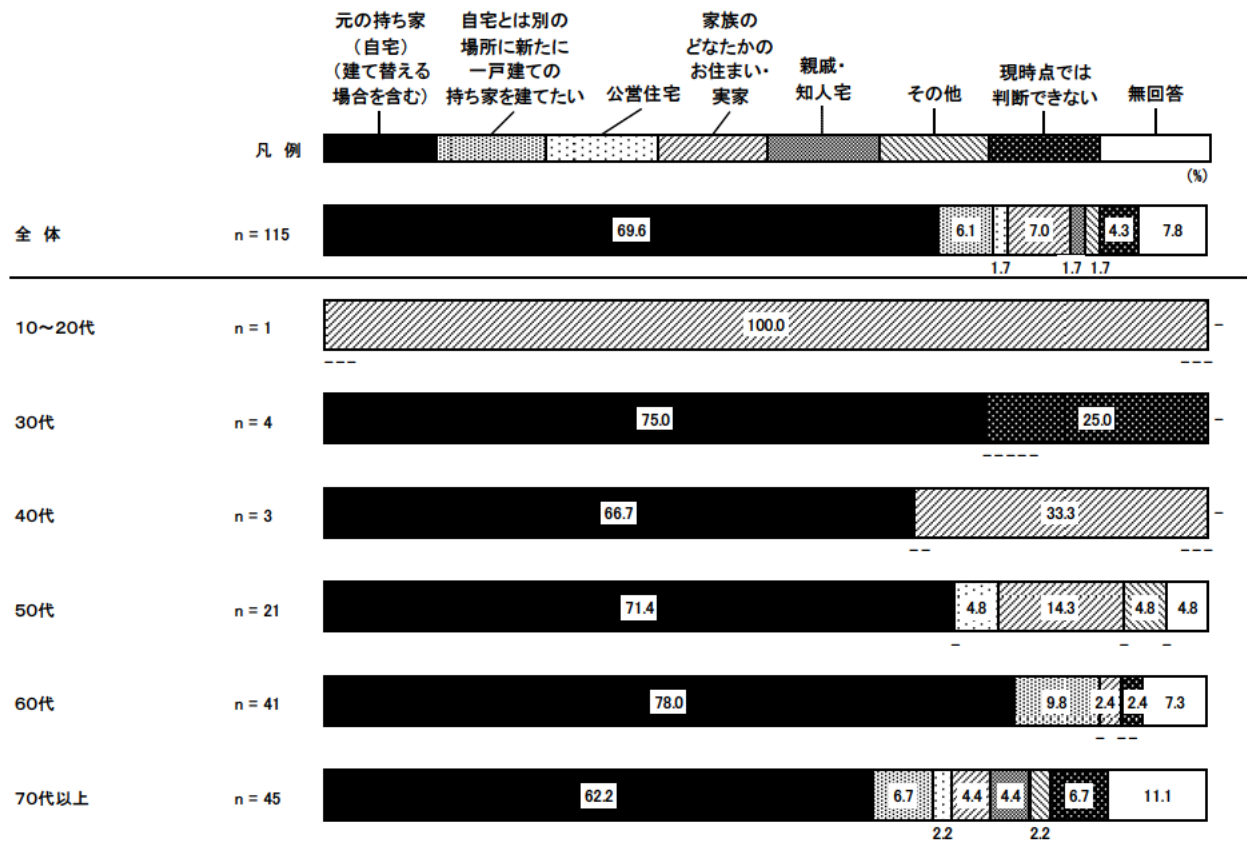 元の持ち家
（自宅）
（建て替える
場合を含む）
自宅とは別の
場所に新たに
一戸建ての
持ち家を建てたい
公営住宅
家族の
どなたかの
お住まい・
実家
親戚・
知人宅
その他
現時点では
判断できない
無回答
凡 例
(%)
全 体 n = 115 69.6 6.1 7.0 4.3 7.8
1.7 1.7 1.7
10～20代 n = 1 100.0 -
--- ---
30代 n = 4 75.0 25.0 -
-----
40代 n = 3 66.7 33.3 -
-- ---
50代 n = 21 71.4 4.8 14.3 4.8 4.8
- - -
60代 n = 41 78.0 9.8 2.4 2.4 7.3
- --
70代以上 n = 45 62.2 6.7 4.4 4.4 6.7 11.1
2.2 2.2